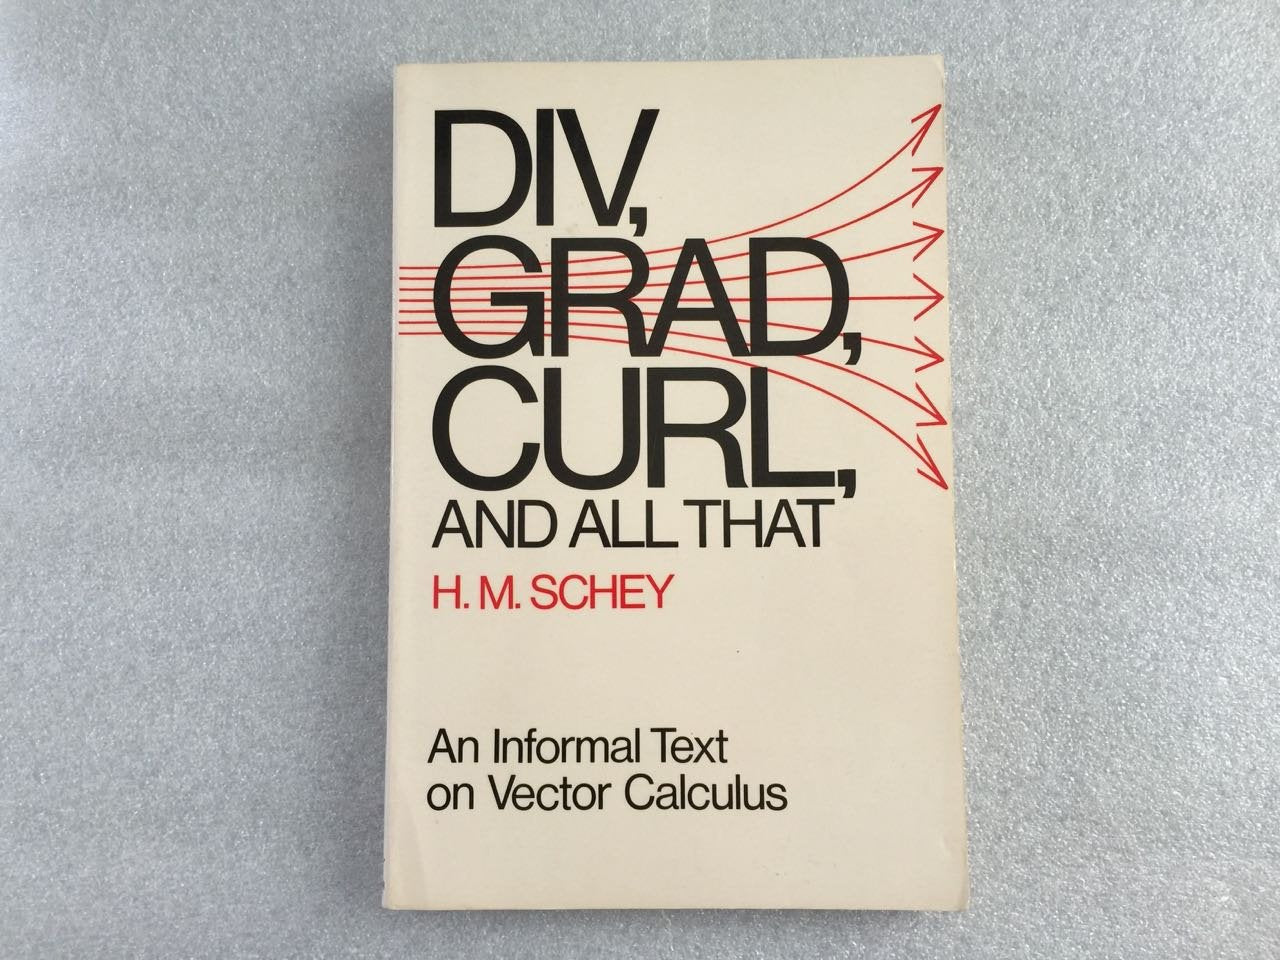 DIV,
GRAD,
CURL,
AND ALL THAT
H. M. SCHEY
An Informal Text
on Vector Calculus